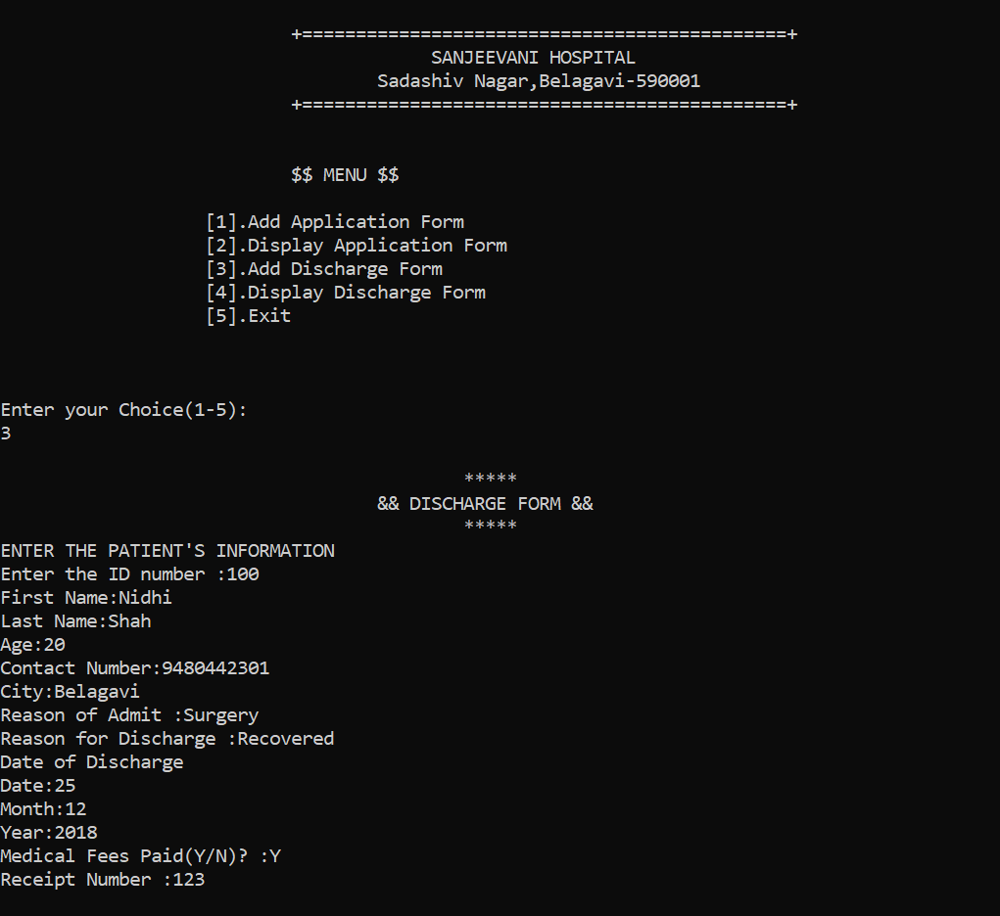 +=============================================+
SANJEEVANI HOSPITAL
Sadashiv Nagar,Belagavi-590001
+=============================================+
$$ MENU $$
[1].Add Application Form
[2].Display Application Form
[3].Add Discharge Form
[4].Display Discharge Form
[5].Exit
Enter your Choice(1-5):
3
*****
&& DISCHARGE FORM &&
*****
ENTER THE PATIENT'S INFORMATION
Enter the ID number :100
First Name:Nidhi
Last Name:Shah
Age:20
Contact Number:9480442301
City:Belagavi
Reason of Admit :Surgery
Reason for Discharge :Recovered
Date of Discharge
Date:25
Month:12
Year:2018
Medical Fees Paid(Y/N)? :Y
Receipt Number :123